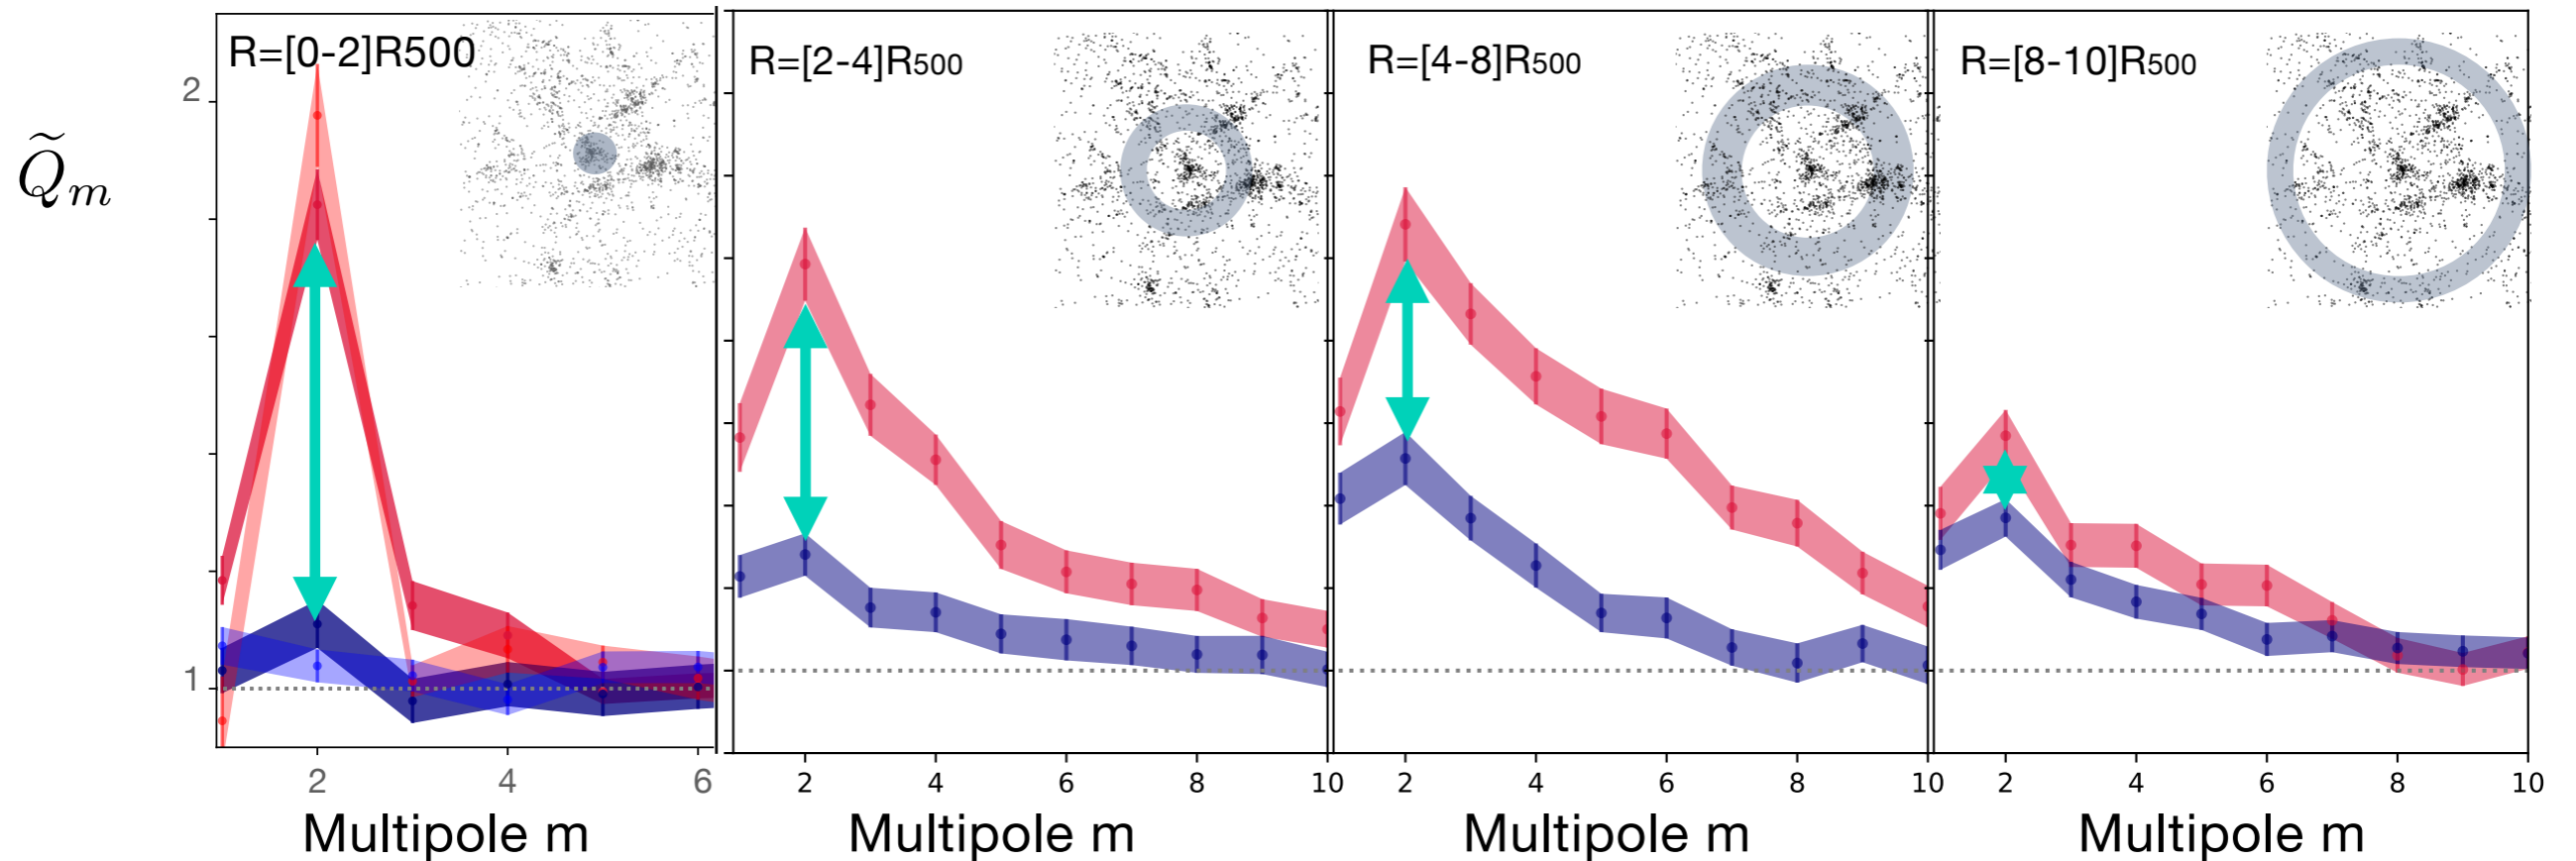 R=[0-2]R500
R=[2-4]R500
R=[4-8]R500
R=[8-10]R500
2
Q̃m
1
2 4 6
2 4 6 8 10
2 4 6 8 10
2 4 6 8 10
Multipole m
Multipole m
Multipole m
Multipole m